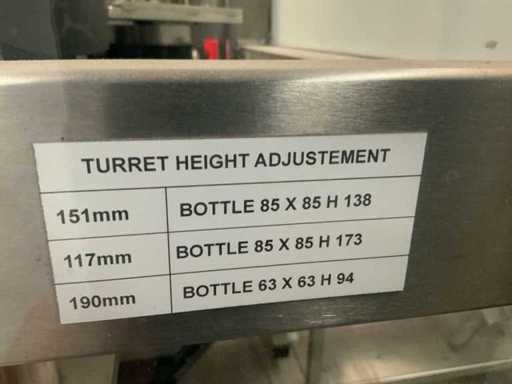 TURRET HEIGHT ADJUSTEMENT
151mm BOTTLE 85 X 85 H 138
117mm BOTTLE 85 X 85 H 173
190mm BOTTLE 63 X 63 H 94